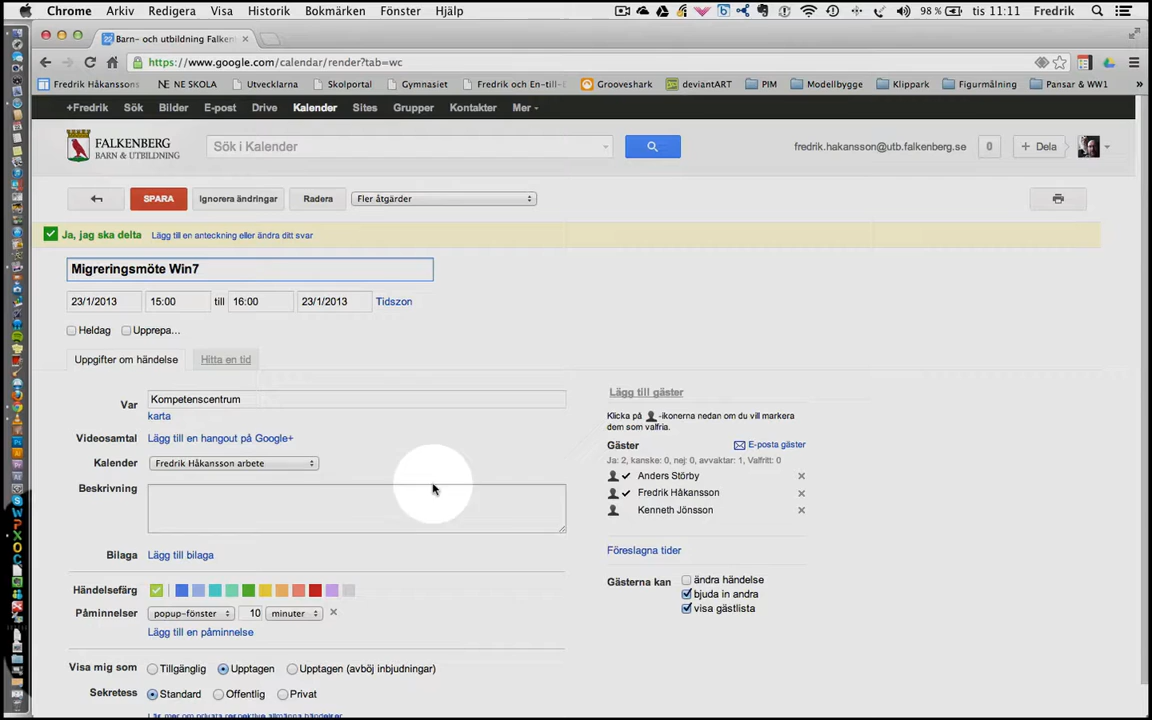 Chrome Arkiv Redigera Visa Historik Bokmärken Fönster Hjälp 98 % tis 11:11 Fredrik
Barn- och utbildning Falken
https://www.google.com/calendar/render?tab=wc
Fredrik Håkanssons NE SKOLA Utvecklarna Skolportal Gymnasiet Fredrik och En-till-E Grooveshark deviantART PIM Modellbygge Klippark Figurmålning Pansar & WW1 »
+Fredrik Sök Bilder E-post Drive Kalender Sites Grupper Kontakter Mer
FALKENBERG
BARN & UTBILDNING
Sök i Kalender
fredrik.hakansson@utb.falkenberg.se 0 + Dela
SPARA Ignorera ändringar Radera Fler åtgärder
Ja, jag ska delta Lägg till en anteckning eller ändra ditt svar
Migreringsmöte Win7
23/1/2013 15:00 till 16:00 23/1/2013 Tidszon
Heldag Upprepa...
Uppgifter om händelse Hitta en tid
Var Kompetenscentrum
karta
Videosamtal Lägg till en hangout på Google+
Kalender Fredrik Håkansson arbete
Beskrivning
Bilaga Lägg till bilaga
Händelsefärg
Påminnelser popup-fönster 10 minuter
Lägg till en påminnelse
Visa mig som Tillgänglig Upptagen Upptagen (avböj inbjudningar)
Sekretess Standard Offentlig Privat
Lär mer om privata respektive allmänna händelser
Lägg till gäster
Klicka på -ikonerna nedan om du vill markera
dem som valfria.
Gäster E-posta gäster
Ja: 2, kanske: 0, nej: 0, avvaktar: 1, Valfritt: 0
Anders Störby
Fredrik Håkansson
Kenneth Jönsson
Föreslagna tider
Gästerna kan ändra händelse
bjuda in andra
visa gästlista